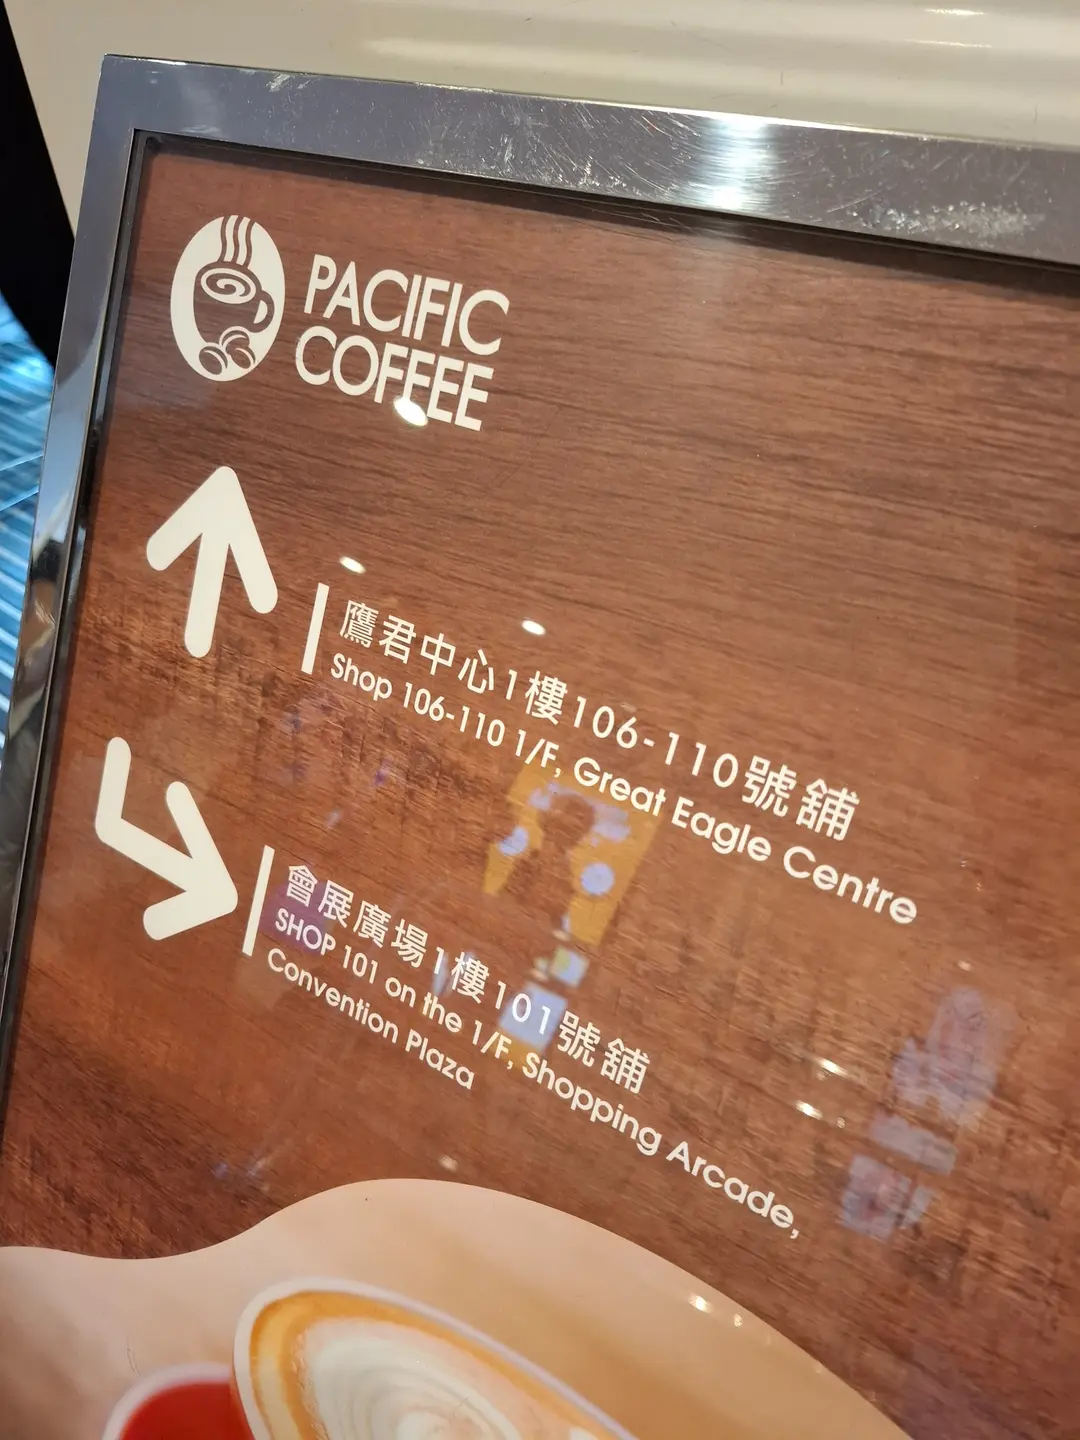 PACIFIC
COFFEE
鷹君中心1樓106-110號舖
Shop 106-110 1/F, Great Eagle Centre
會展廣場1樓101號舖
SHOP 101 on the 1/F, Shopping Arcade,
Convention Plaza